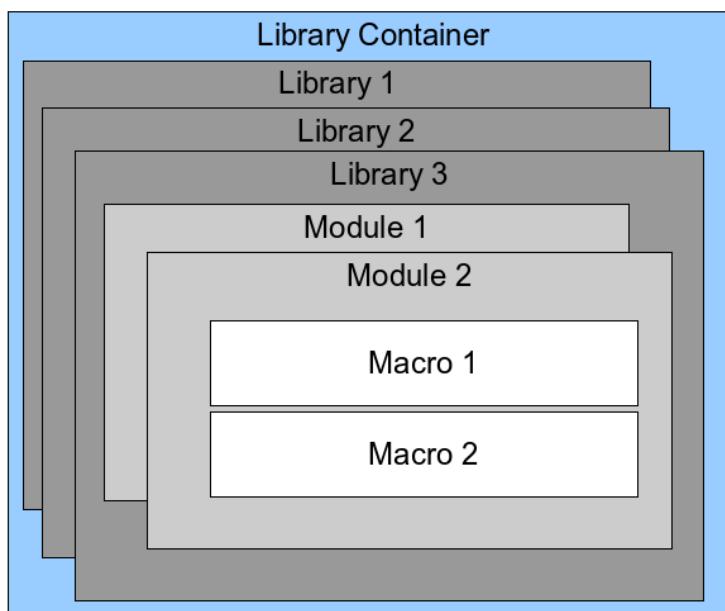 Library Container
Library 1
Library 2
Library 3
Module 1
Module 2
Macro 1
Macro 2